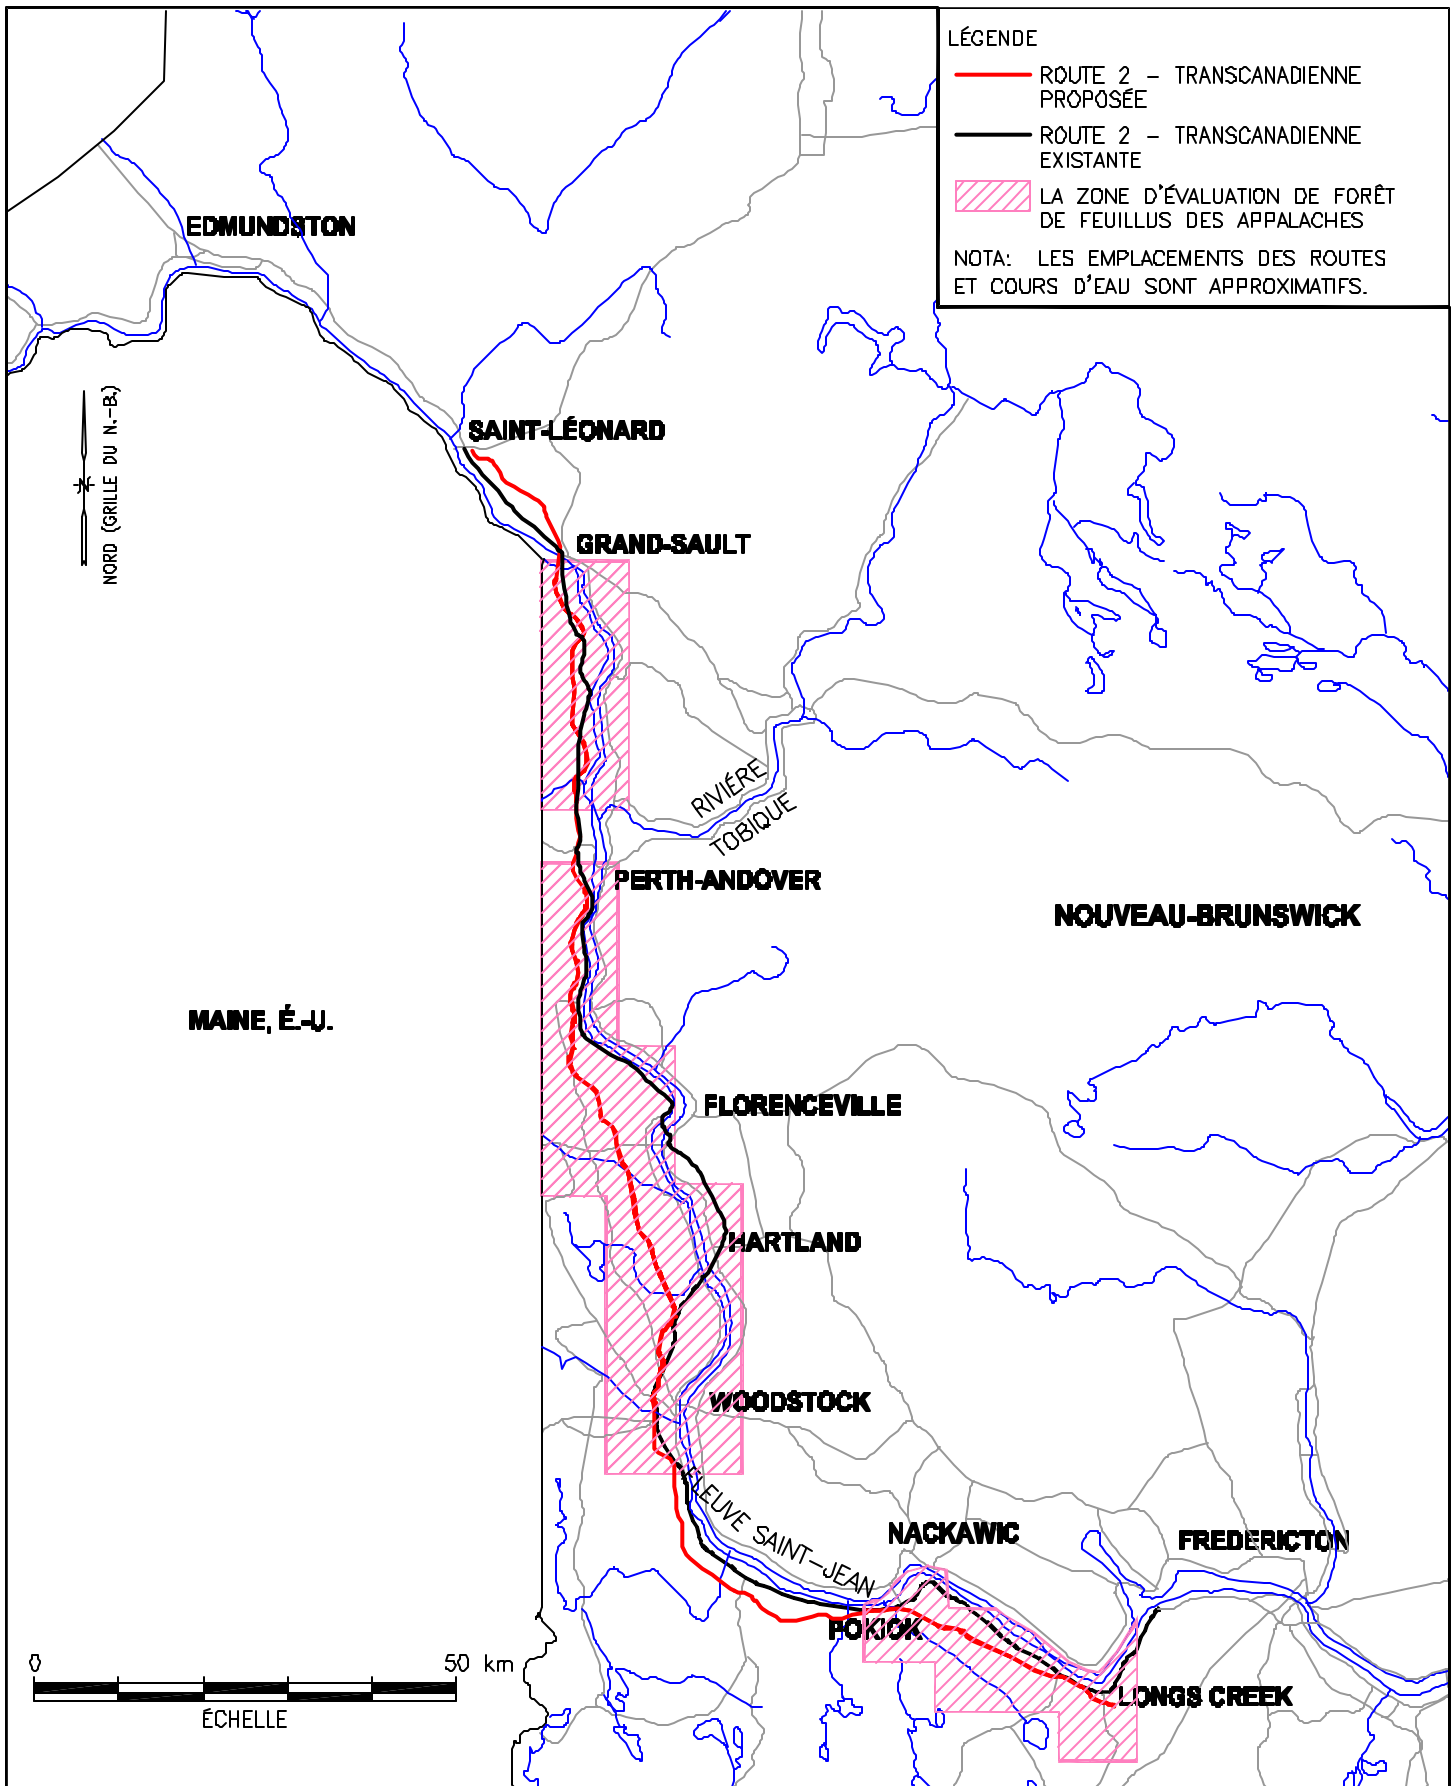 LÉGENDE
ROUTE 2 - TRANSCANADIENNE
PROPOSÉE
ROUTE 2 - TRANSCANADIENNE
EXISTANTE
LA ZONE D'ÉVALUATION DE FORÊT
DE FEUILLUS DES APPALACHES
NOTA: LES EMPLACEMENTS DES ROUTES
ET COURS D'EAU SONT APPROXIMATIFS.
EDMUNDSTON
NORD (GRILLE DU N.-B.)
SAINT-LÉONARD
GRAND-SAULT
RIVIÉRE
TOBIQUE
PERTH-ANDOVER
NOUVEAU-BRUNSWICK
MAINE, É.-U.
FLORENCEVILLE
HARTLAND
WOODSTOCK
FLEUVE SAINT-JEAN
NACKAWIC
FREDERICTON
POKIOK
LONGS CREEK
0 50 km
ÉCHELLE